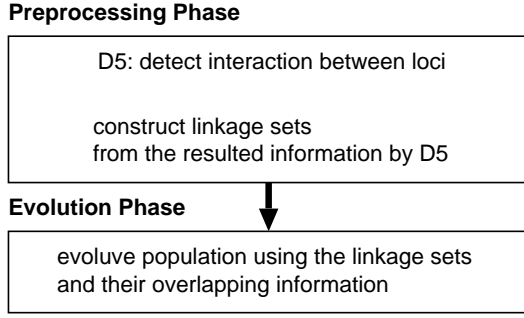 Preprocessing Phase
D5: detect interaction between loci
construct linkage sets
from the resulted information by D5
Evolution Phase
evoluve population using the linkage sets
and their overlapping information